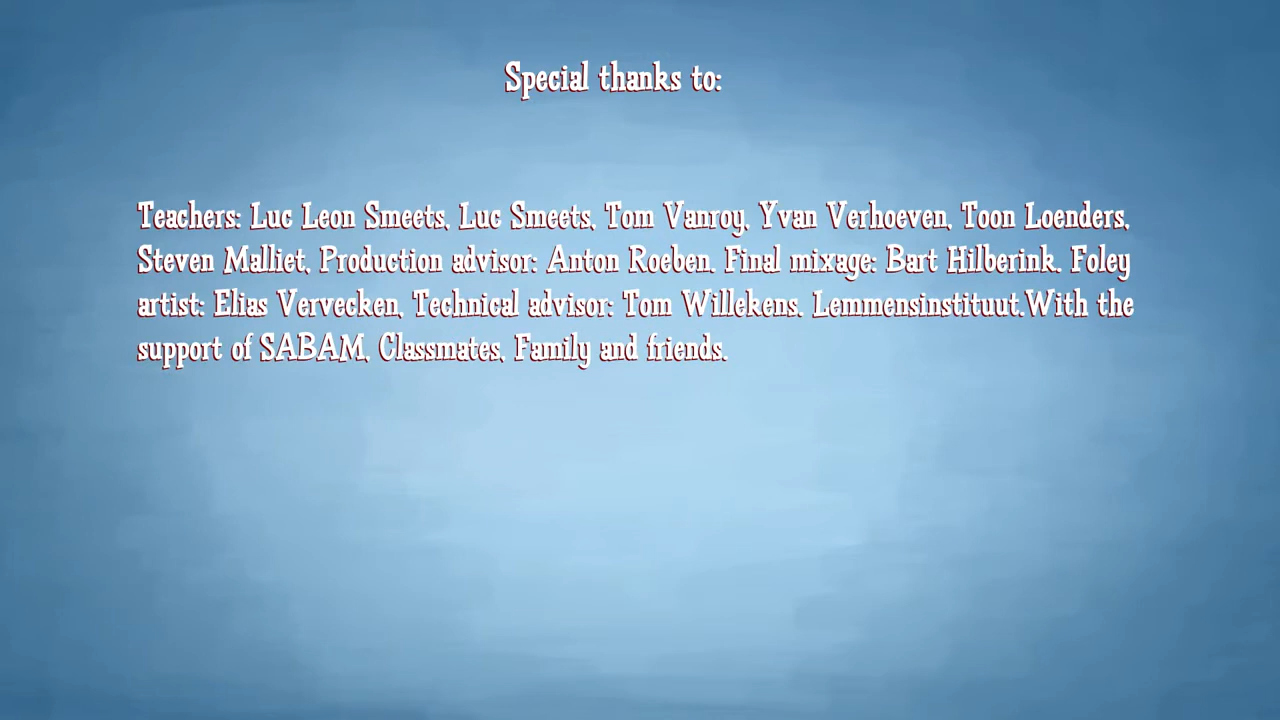 Special thanks to:
Teachers: Luc Leon Smeets, Luc Smeets, Tom Vanroy, Yvan Verhoeven, Toon Loenders,
Steven Malliet, Production advisor: Anton Roeben. Final mixage: Bart Hilberink. Foley
artist: Elias Vervecken, Technical advisor: Tom Willekens. Lemmensinstituut.With the
support of SABAM, Classmates, Family and friends.